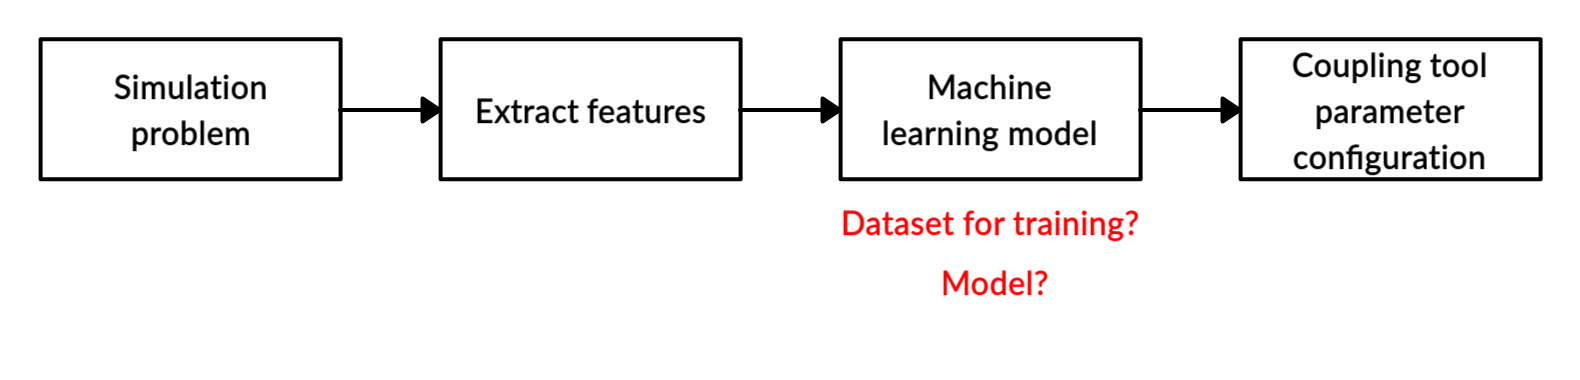 Simulation
problem
Extract features
Machine
learning model
Coupling tool
parameter
configuration
Dataset for training?
Model?